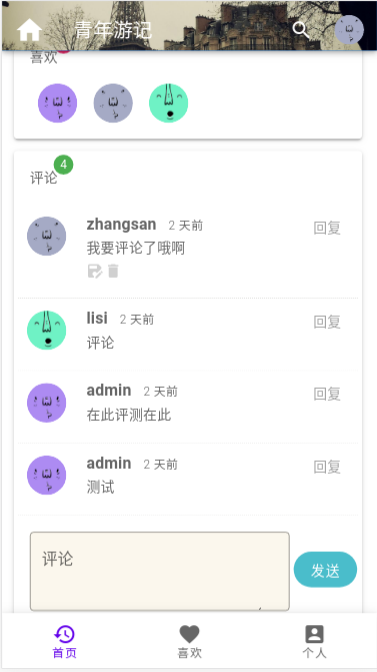 青年游记
喜欢
评论 4
zhangsan 2 天前 回复
我要评论了哦啊
lisi 2 天前 回复
评论
admin 2 天前 回复
在此评测在此
admin 2 天前 回复
测试
评论
发送
首页 喜欢 个人